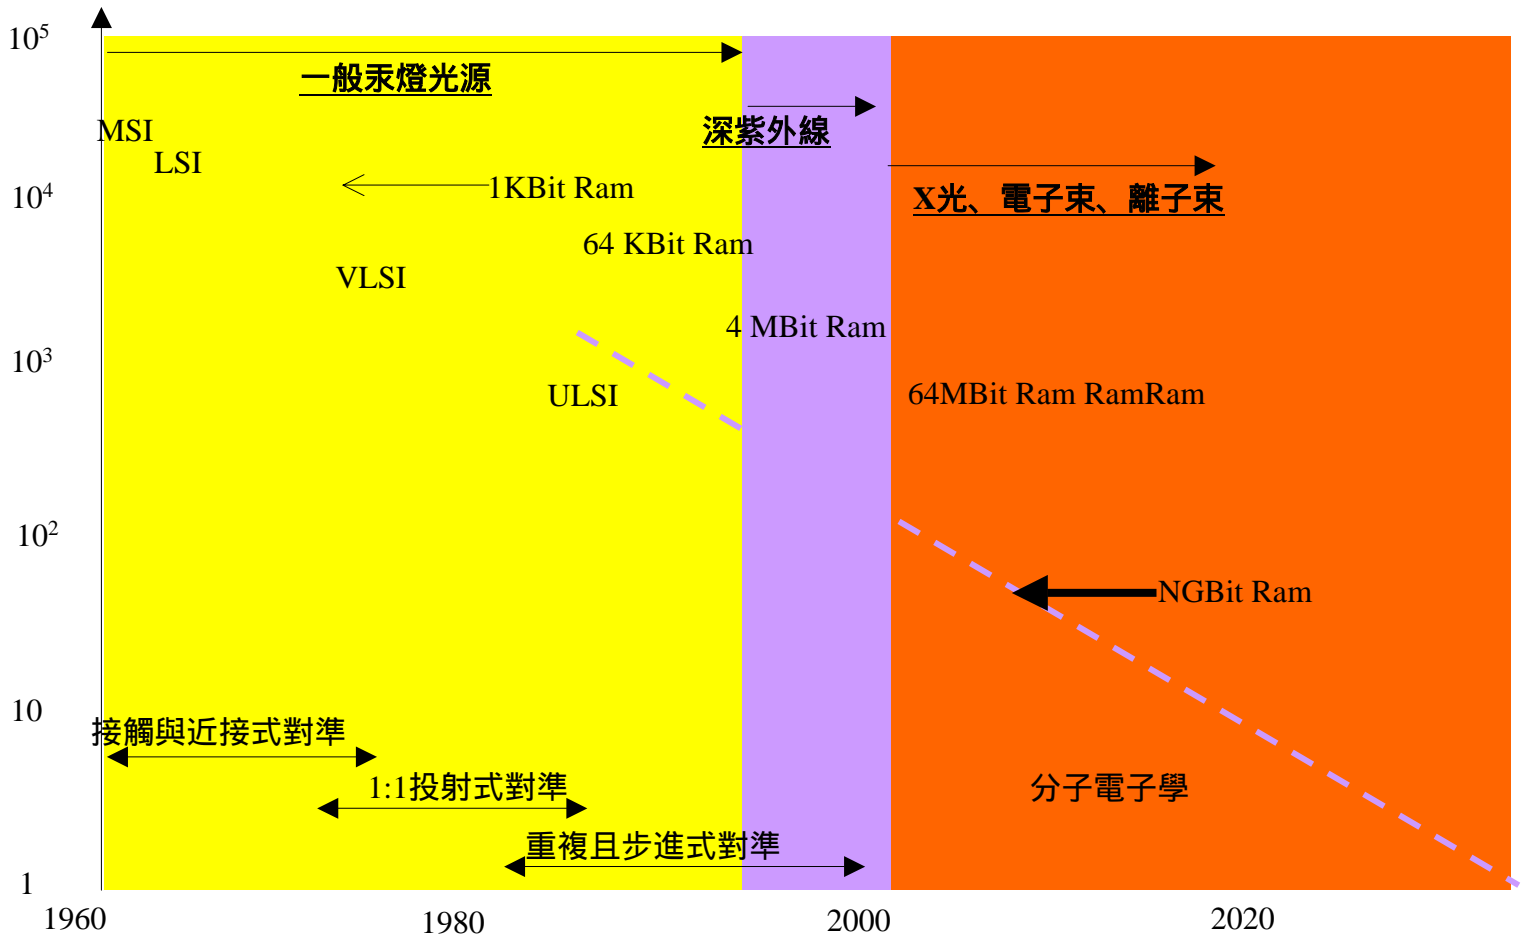 10⁵
一般汞燈光源
深紫外線
MSI
LSI
10⁴
1KBit Ram
X光、電子束、離子束
64 KBit Ram
VLSI
4 MBit Ram
10³
ULSI
64MBit Ram RamRam
10²
NGBit Ram
10
接觸與近接式對準
1:1投射式對準
分子電子學
重複且步進式對準
1
1960
1980
2000
2020